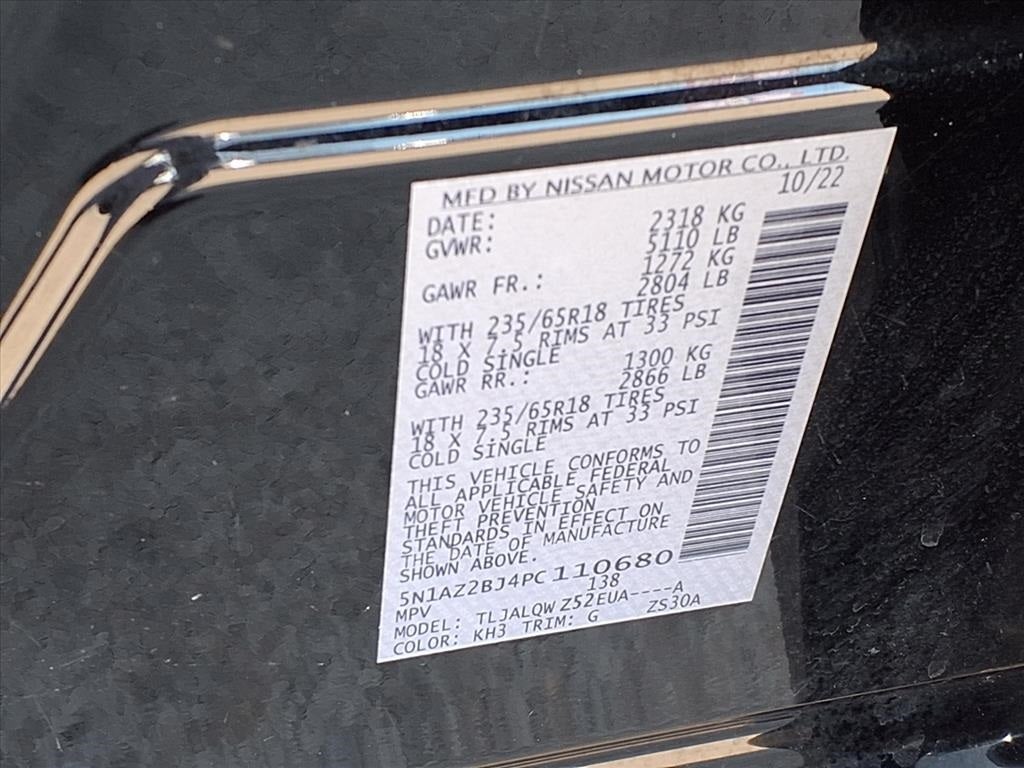 MFD BY NISSAN MOTOR CO., LTD.
DATE: 10/22
GVWR: 2318 KG
5110 LB
GAWR FR.: 1272 KG
2804 LB
WITH 235/65R18 TIRES
18 X 7.5 RIMS AT 33 PSI
COLD SINGLE
GAWR RR.: 1300 KG
2866 LB
WITH 235/65R18 TIRES
18 X 7.5 RIMS AT 33 PSI
COLD SINGLE
THIS VEHICLE CONFORMS TO
ALL APPLICABLE FEDERAL
MOTOR VEHICLE SAFETY AND
THEFT PREVENTION
STANDARDS IN EFFECT ON
THE DATE OF MANUFACTURE
SHOWN ABOVE.
5N1AZ2BJ4PC110680
MPV 138
MODEL: TLJALQW Z52EUA----A
COLOR: KH3 TRIM: G ZS30A